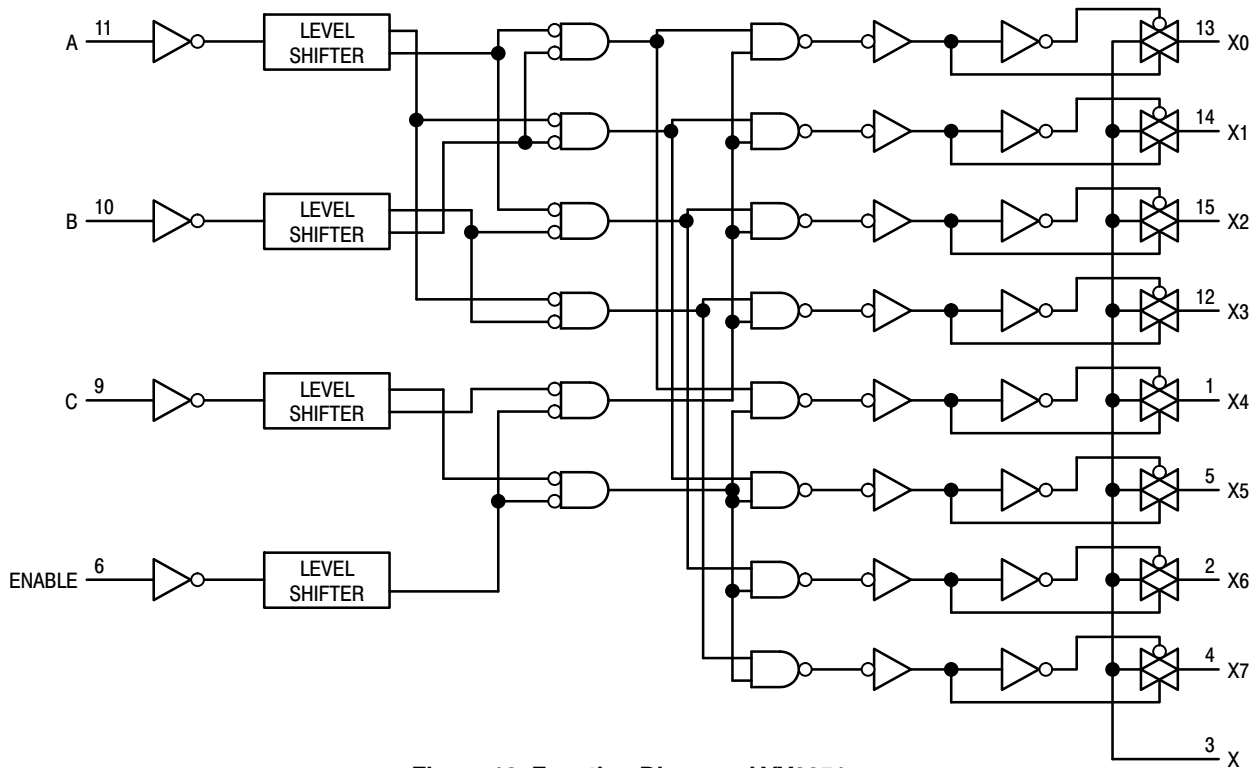 A 11 LEVEL SHIFTER 13 X0
14 X1
B 10 LEVEL SHIFTER 15 X2
12 X3
C 9 LEVEL SHIFTER 1 X4
5 X5
ENABLE 6 LEVEL SHIFTER 2 X6
4 X7
3 X